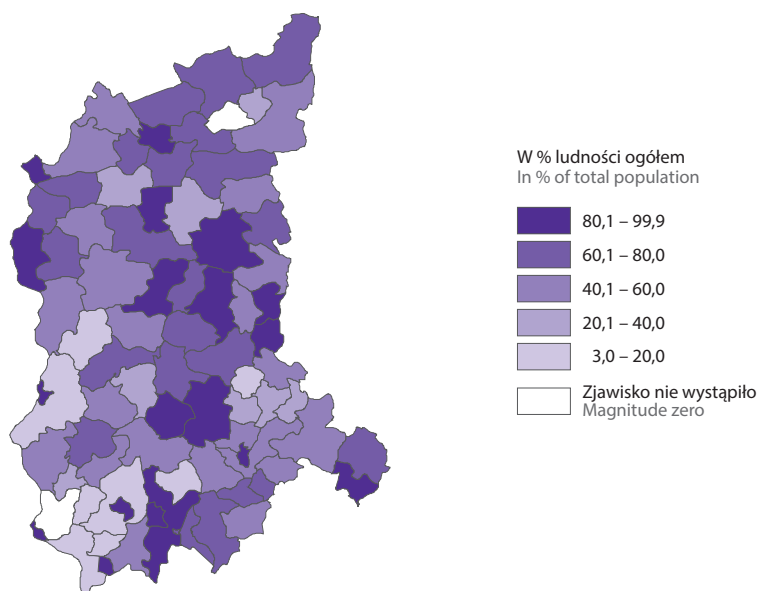 W % ludności ogółem
In % of total population
80,1 – 99,9
60,1 – 80,0
40,1 – 60,0
20,1 – 40,0
3,0 – 20,0
Zjawisko nie wystąpiło
Magnitude zero